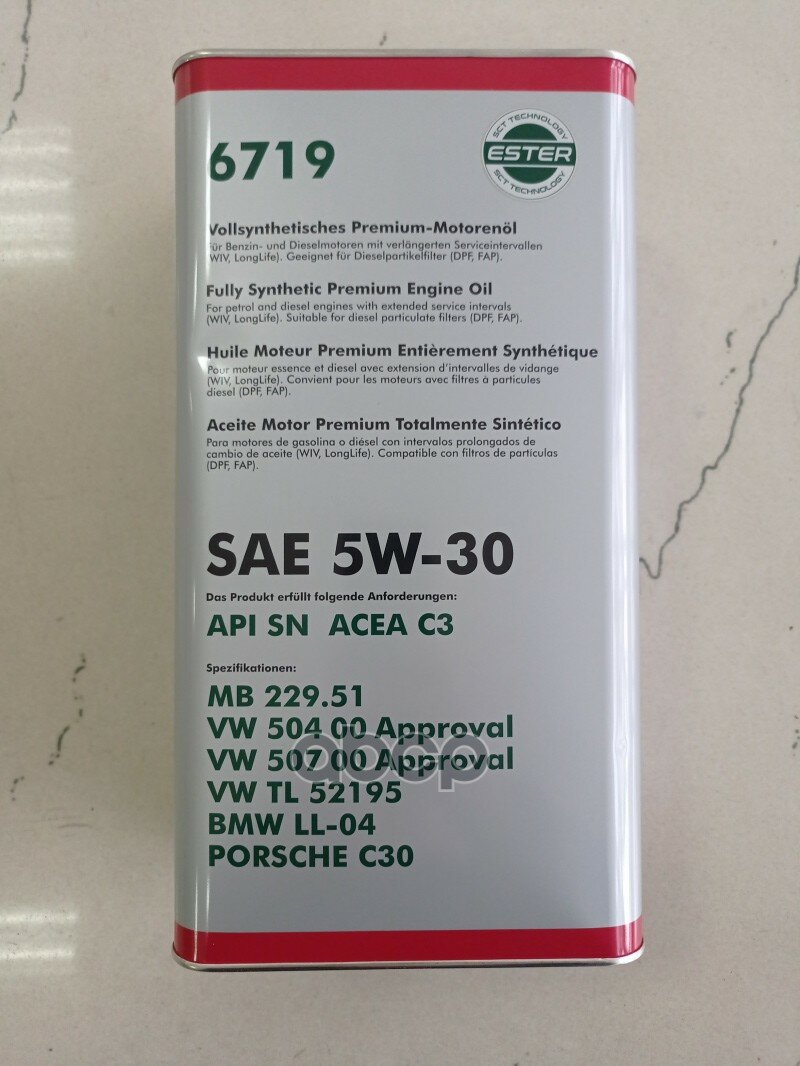 6719
SCT TECHNOLOGY
ESTER
SCT TECHNOLOGY
Vollsynthetisches Premium-Motorenöl
für Benzin- und Dieselmotoren mit verlängerten Serviceintervallen
(WIV, LongLife). Geeignet für Dieselpartikelfilter (DPF, FAP).
Fully Synthetic Premium Engine Oil
For petrol and diesel engines with extended service intervals
(WIV, LongLife). Suitable for diesel particulate filters (DPF, FAP).
Huile Moteur Premium Entièrement Synthétique
Pour moteur essence et diesel avec extension d'intervalles de vidange
(WIV, LongLife). Convient pour les moteurs avec filtres à particules
diesel (DPF, FAP).
Aceite Motor Premium Totalmente Sintético
Para motores de gasolina o diésel con intervalos prolongados de
cambio de aceite (WIV, LongLife). Compatible con filtros de partículas
(DPF, FAP).
SAE 5W-30
Das Produkt erfüllt folgende Anforderungen:
API SN ACEA C3
Spezifikationen:
MB 229.51
VW 504 00 Approval
VW 507 00 Approval
abcp
VW TL 52195
BMW LL-04
PORSCHE C30